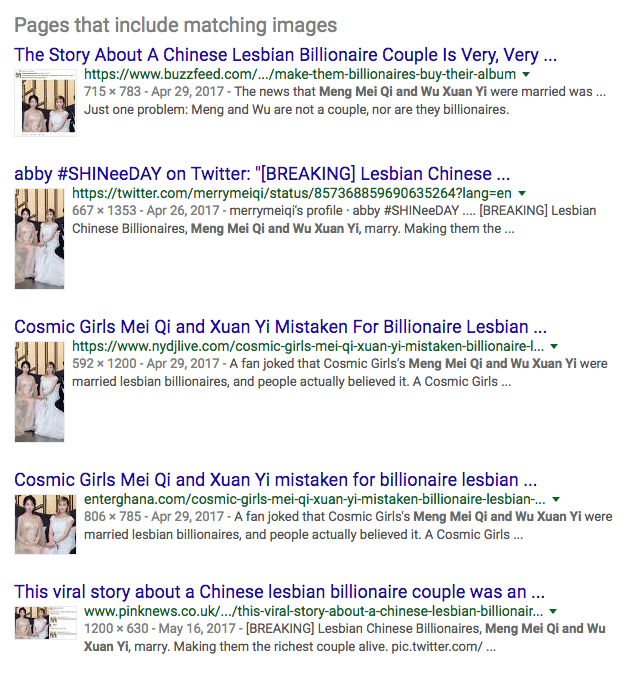 Pages that include matching images
The Story About A Chinese Lesbian Billionaire Couple Is Very, Very ...
https://www.buzzfeed.com/.../make-them-billionaires-buy-their-album
715 × 783 - Apr 29, 2017 - The news that Meng Mei Qi and Wu Xuan Yi were married was ...
Just one problem: Meng and Wu are not a couple, nor are they billionaires.
abby #SHINeeDAY on Twitter: "[BREAKING] Lesbian Chinese ...
https://twitter.com/merrymeiqi/status/857368859690635264?lang=en
667 × 1353 - Apr 26, 2017 - merrymeiqi's profile · abby #SHINeeDAY .... [BREAKING] Lesbian
Chinese Billionaires, Meng Mei Qi and Wu Xuan Yi, marry. Making them the ...
Cosmic Girls Mei Qi and Xuan Yi Mistaken For Billionaire Lesbian ...
https://www.nydjlive.com/cosmic-girls-mei-qi-xuan-yi-mistaken-billionaire-l...
592 × 1200 - Apr 29, 2017 - A fan joked that Cosmic Girls's Meng Mei Qi and Wu Xuan Yi were
married lesbian billionaires, and people actually believed it. A Cosmic Girls ...
Cosmic Girls Mei Qi and Xuan Yi mistaken for billionaire lesbian ...
enterghana.com/cosmic-girls-mei-qi-xuan-yi-mistaken-billionaire-lesbian-...
806 × 785 - Apr 29, 2017 - A fan joked that Cosmic Girls's Meng Mei Qi and Wu Xuan Yi were
married lesbian billionaires, and people actually believed it. A Cosmic Girls ...
This viral story about a Chinese lesbian billionaire couple was an ...
www.pinknews.co.uk/.../this-viral-story-about-a-chinese-lesbian-billionair...
1200 × 630 - May 16, 2017 - [BREAKING] Lesbian Chinese Billionaires, Meng Mei Qi and Wu
Xuan Yi, marry. Making them the richest couple alive. pic.twitter.com/ ...